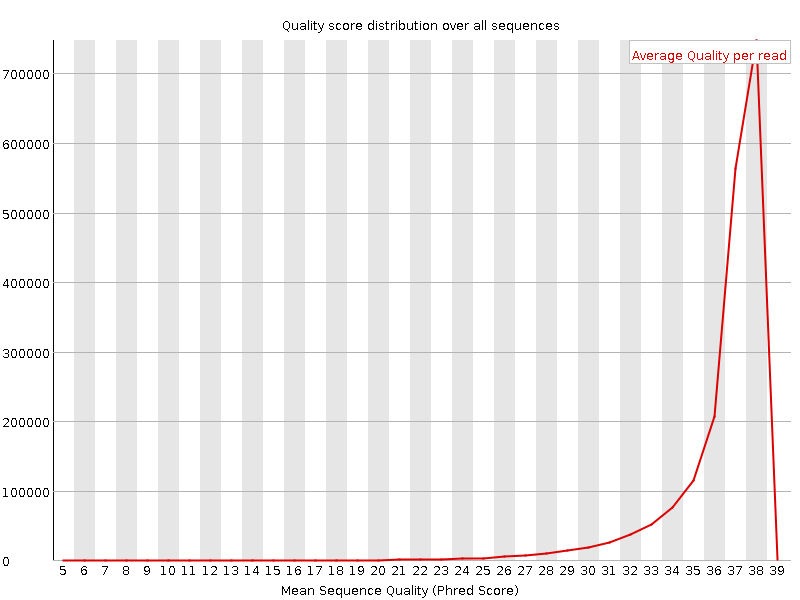 Quality score distribution over all sequences
Average Quality per read
700000
600000
500000
400000
300000
200000
100000
0
5 6 7 8 9 10 11 12 13 14 15 16 17 18 19 20 21 22 23 24 25 26 27 28 29 30 31 32 33 34 35 36 37 38 39
Mean Sequence Quality (Phred Score)